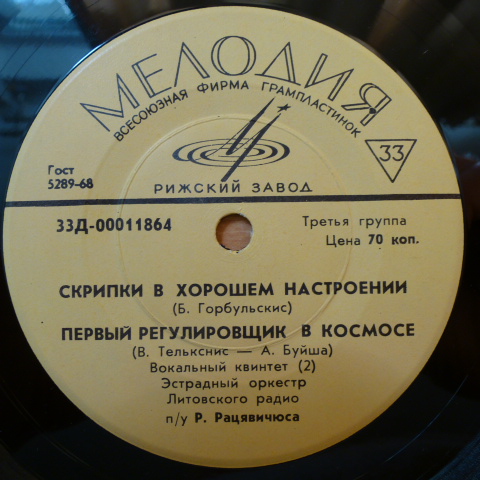 МЕЛОДИЯ
ВСЕСОЮЗНАЯ ФИРМА ГРАМПЛАСТИНОК
Гост
5289-68
33
РИЖСКИЙ ЗАВОД
33Д-00011864
Третья группа
Цена 70 коп.
СКРИПКИ В ХОРОШЕМ НАСТРОЕНИИ
(Б. Горбульскис)
ПЕРВЫЙ РЕГУЛИРОВЩИК В КОСМОСЕ
(В. Телькснис — А. Буйша)
Вокальный квинтет (2)
Эстрадный оркестр
Литовского радио
п/у Р. Рацявичюса